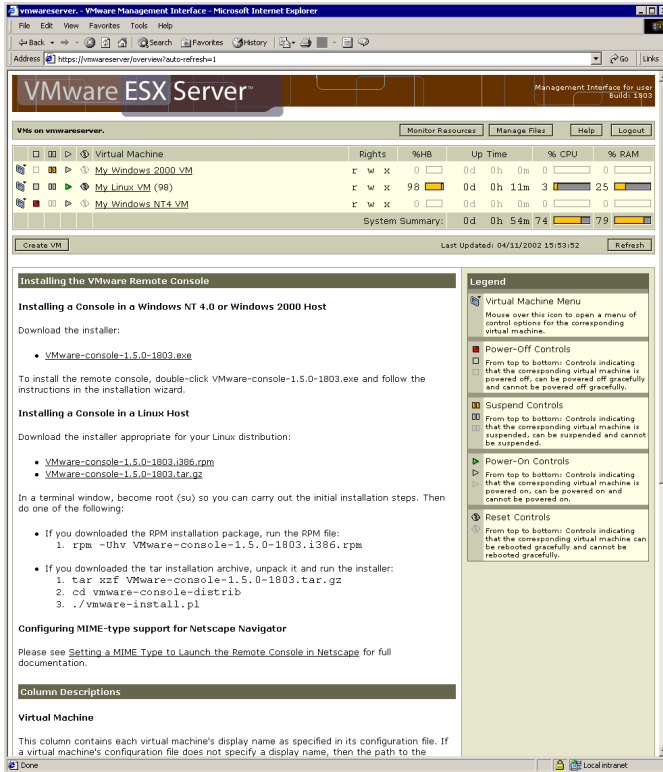 vmwareserver. - VMware Management Interface - Microsoft Internet Explorer
File Edit View Favorites Tools Help
Back Search Favorites History
Address https://vmwareserver/overview?auto-refresh=1 Go Links
VMware ESX Server™
Management Interface for user
Build: 1803
VMs on vmwareserver. Monitor Resources Manage Files Help Logout
Virtual Machine Rights %HB Up Time % CPU % RAM
My Windows 2000 VM r w x 0 0d 0h 0m 0 0
My Linux VM (98) r w x 98 0d 0h 11m 3 25
My Windows NT4 VM r w x 0 0d 0h 0m 0 0
System Summary: 0d 0h 54m 74 79
Create VM Last Updated: 04/11/2002 15:53:52 Refresh
Installing the VMware Remote Console
Installing a Console in a Windows NT 4.0 or Windows 2000 Host
Download the installer:
• VMware-console-1.5.0-1803.exe
To install the remote console, double-click VMware-console-1.5.0-1803.exe and follow the
instructions in the installation wizard.
Installing a Console in a Linux Host
Download the installer appropriate for your Linux distribution:
• VMware-console-1.5.0-1803.i386.rpm
• VMware-console-1.5.0-1803.tar.gz
In a terminal window, become root (su) so you can carry out the initial installation steps. Then
do one of the following:
• If you downloaded the RPM installation package, run the RPM file:
1. rpm -Uhv VMware-console-1.5.0-1803.i386.rpm
• If you downloaded the tar installation archive, unpack it and run the installer:
1. tar xzf VMware-console-1.5.0-1803.tar.gz
2. cd vmware-console-distrib
3. ./vmware-install.pl
Configuring MIME-type support for Netscape Navigator
Please see Setting a MIME Type to Launch the Remote Console in Netscape for full
documentation.
Column Descriptions
Virtual Machine
This column contains each virtual machine's display name as specified in its configuration file. If
a virtual machine's configuration file does not specify a display name, then the path to the
Legend
Virtual Machine Menu
Mouse over this icon to open a menu of
control options for the corresponding
virtual machine.
Power-Off Controls
From top to bottom: Controls indicating
that the corresponding virtual machine is
powered off, can be powered off gracefully
and cannot be powered off gracefully.
Suspend Controls
From top to bottom: Controls indicating
that the corresponding virtual machine is
suspended, can be suspended and cannot
be suspended.
Power-On Controls
From top to bottom: Controls indicating
that the corresponding virtual machine is
powered on, can be powered on and
cannot be powered on.
Reset Controls
From top to bottom: Controls indicating
that the corresponding virtual machine can
be rebooted gracefully and cannot be
rebooted gracefully.
Done Local intranet